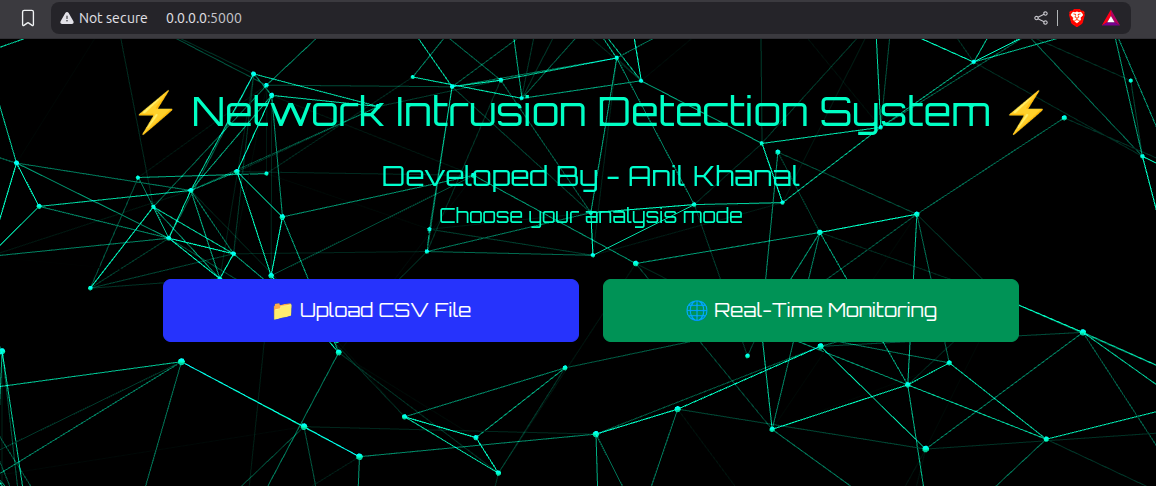 Not secure 0.0.0.0:5000
⚡ Network Intrusion Detection System ⚡
Developed By - Anil Khanal
Choose your analysis mode
📁 Upload CSV File
🌐 Real-Time Monitoring